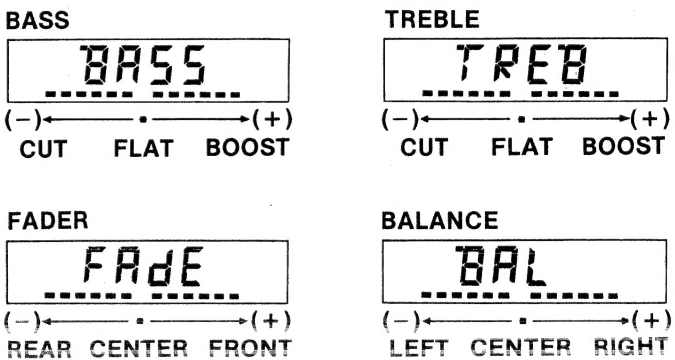 BASS
BASS
(−) (+)
CUT FLAT BOOST
TREBLE
TREB
(−) (+)
CUT FLAT BOOST
FADER
FAdE
(−) (+)
REAR CENTER FRONT
BALANCE
BAL
(−) (+)
LEFT CENTER RIGHT